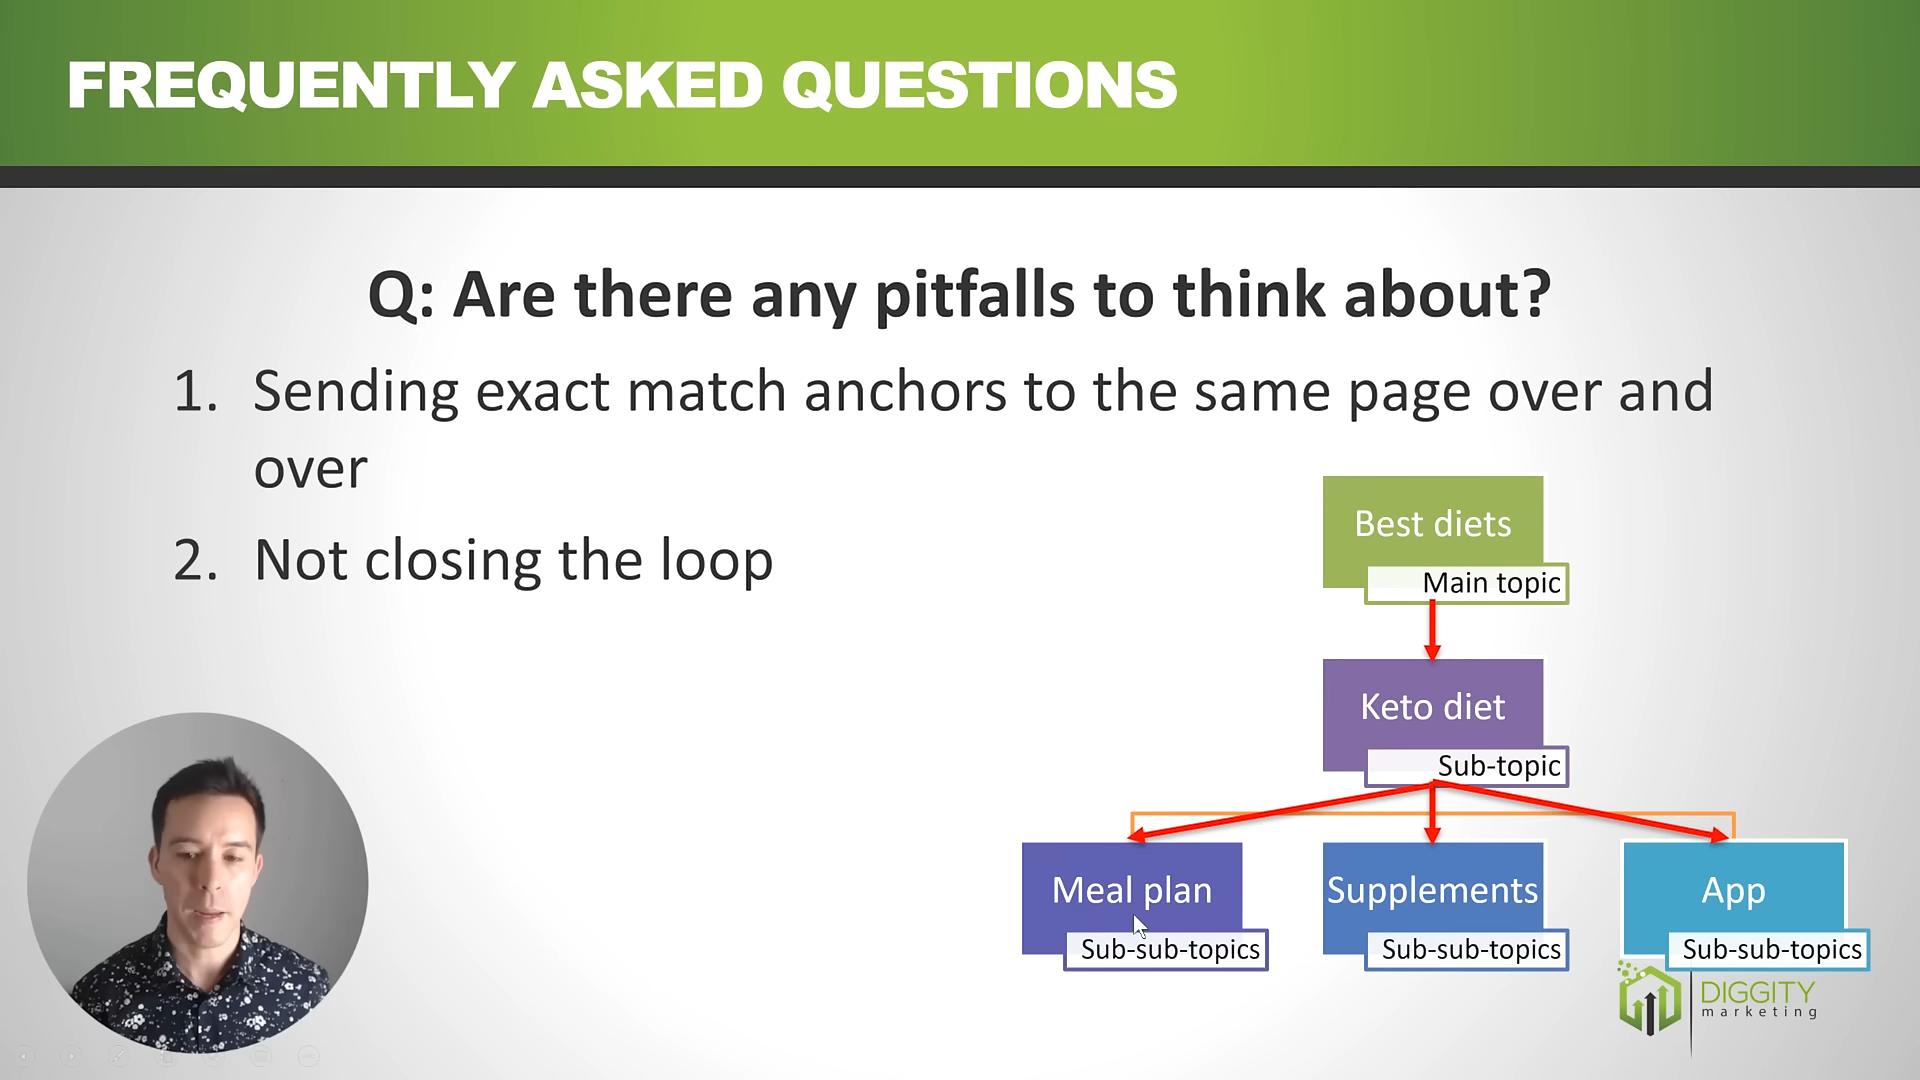 FREQUENTLY ASKED QUESTIONS
Q: Are there any pitfalls to think about?
1. Sending exact match anchors to the same page over and
over
2. Not closing the loop
Best diets
Main topic
Keto diet
Sub-topic
Meal plan
Sub-sub-topics
Supplements
Sub-sub-topics
App
Sub-sub-topics
DIGGITY
marketing